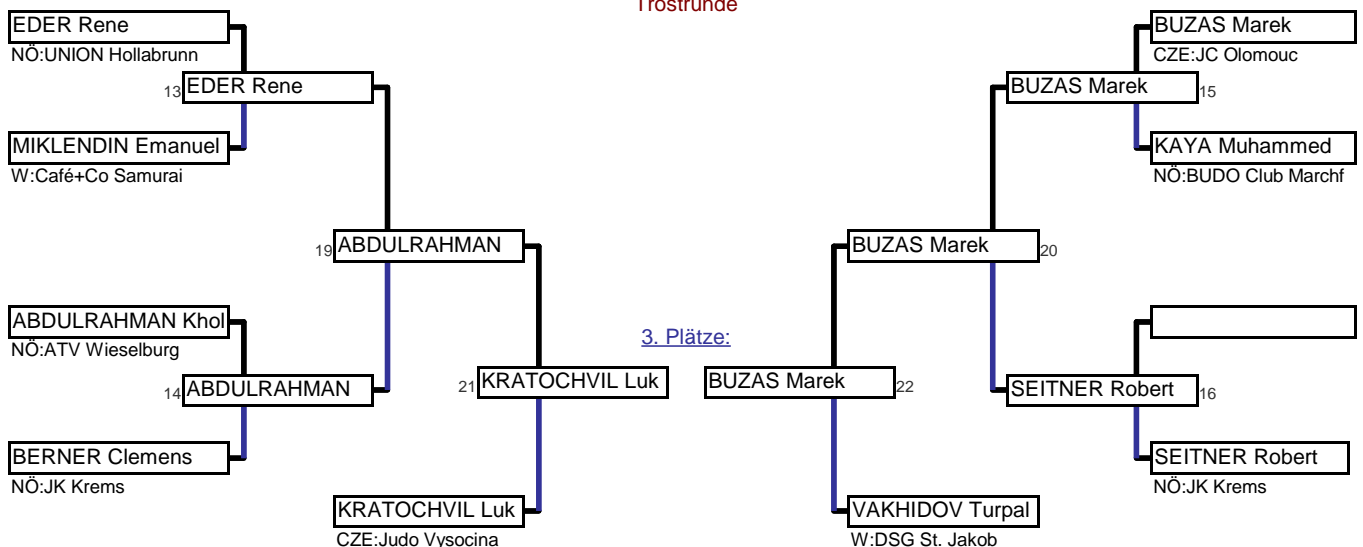 Trostrunde
EDER Rene
NÖ:UNION Hollabrunn
13 EDER Rene
MIKLENDIN Emanuel
W:Café+Co Samurai
19 ABDULRAHMAN
ABDULRAHMAN Khol
NÖ:ATV Wieselburg
14 ABDULRAHMAN
BERNER Clemens
NÖ:JK Krems
21 KRATOCHVIL Luk
KRATOCHVIL Luk
CZE:Judo Vysocina
3. Plätze:
BUZAS Marek
CZE:JC Olomouc
BUZAS Marek 15
KAYA Muhammed
NÖ:BUDO Club Marchf
BUZAS Marek 20
BUZAS Marek 22
SEITNER Robert 16
SEITNER Robert
NÖ:JK Krems
VAKHIDOV Turpal
W:DSG St. Jakob